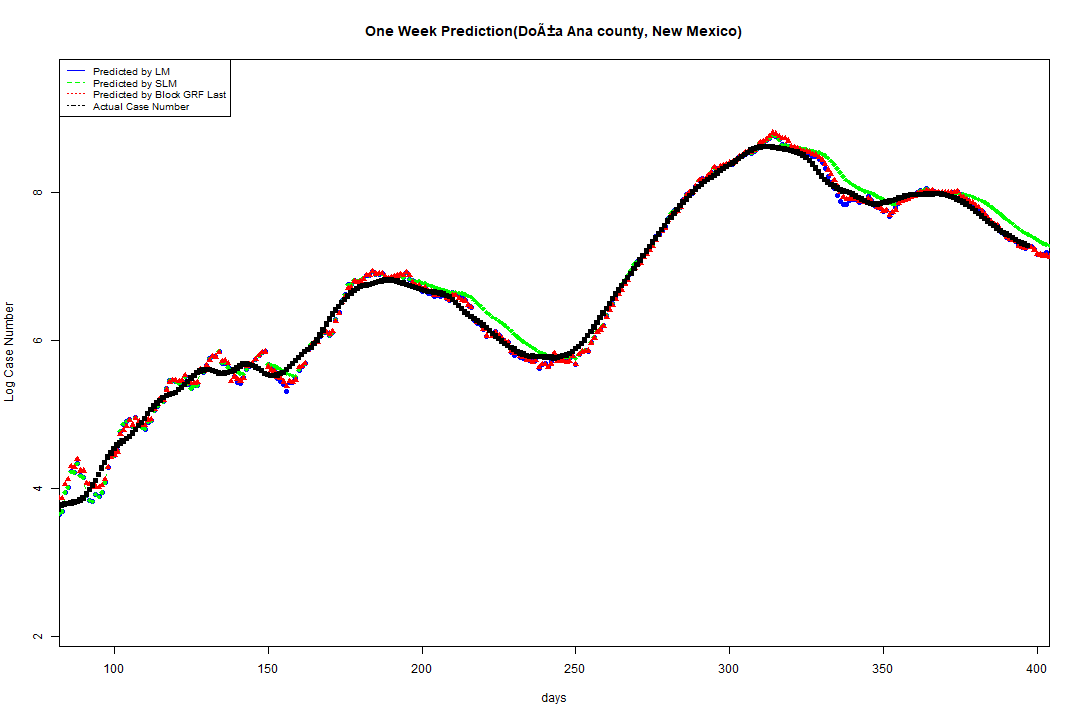 One Week Prediction(DoÃ±a Ana county, New Mexico)
Predicted by LM
Predicted by SLM
Predicted by Block GRF Last
Actual Case Number
Log Case Number
8
6
4
2
100 150 200 250 300 350 400
days